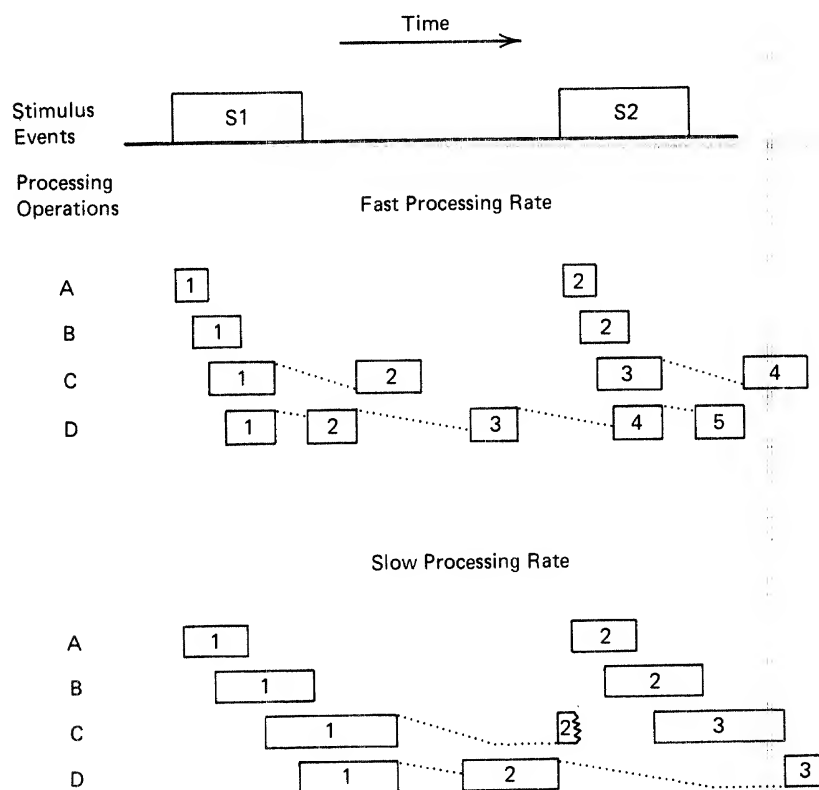 Time
S1 S2
Stimulus
Events
Processing
Operations
Fast Processing Rate
A 1 2
B 1 2
C 1 2 3 4
D 1 2 3 4 5
Slow Processing Rate
A 1 2
B 1 2
C 1 2 3
D 1 2 3